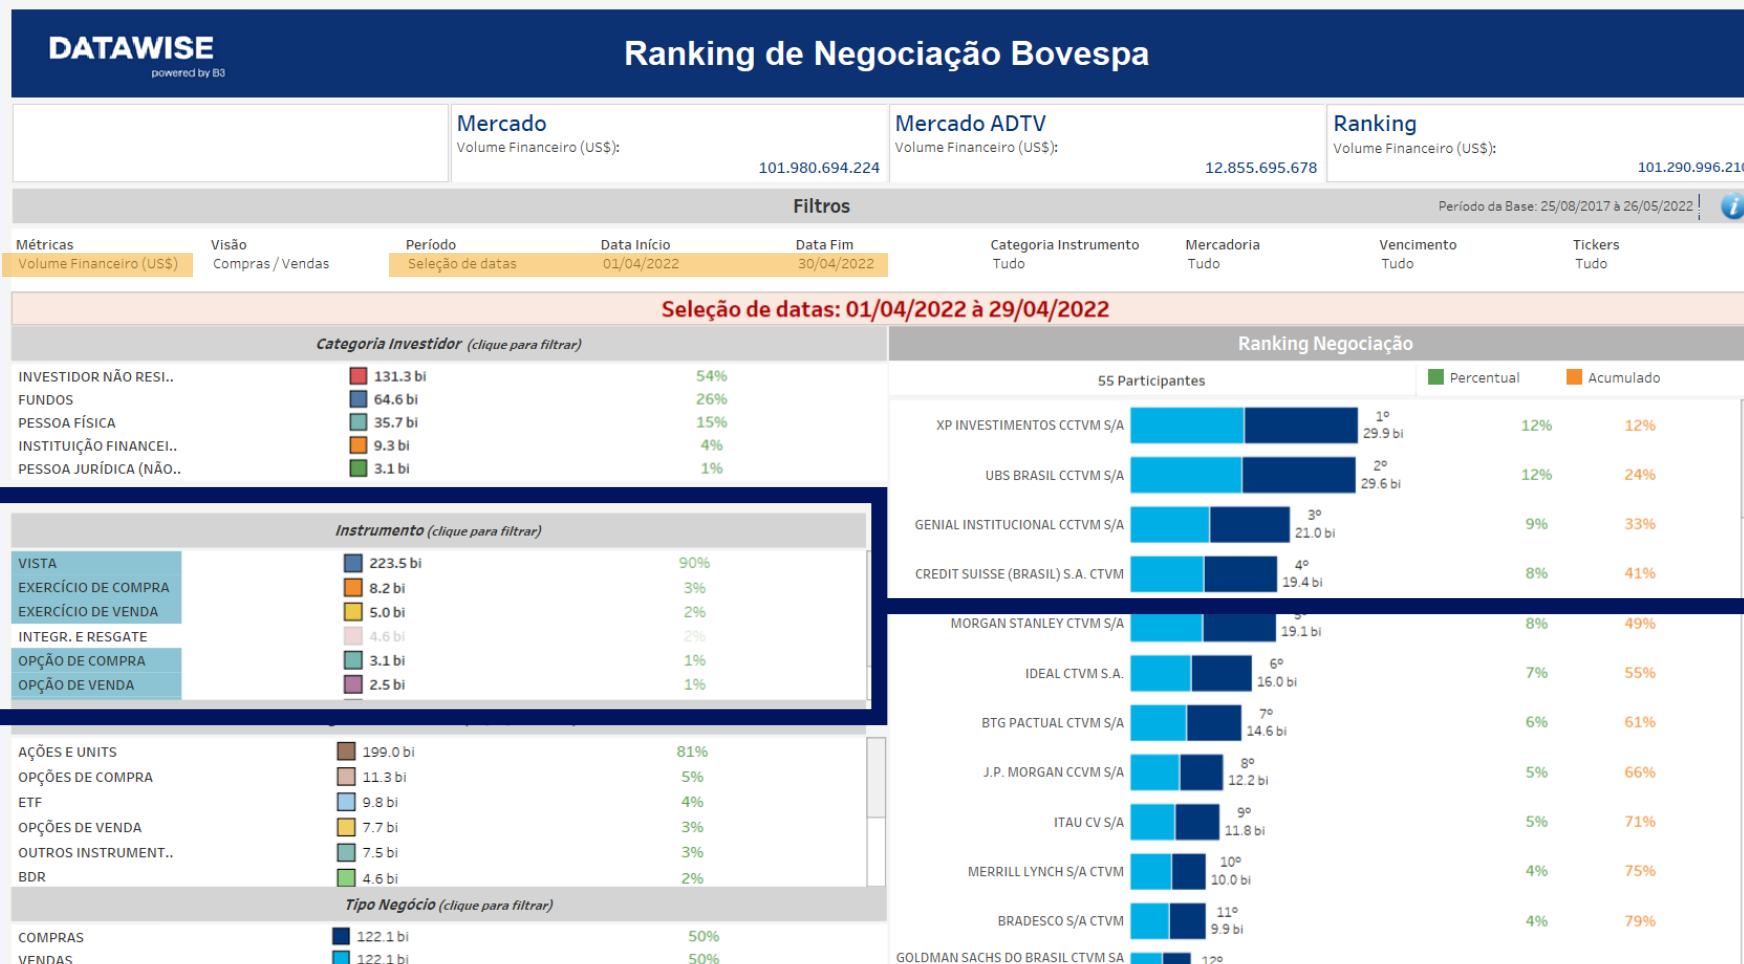 DATAWISE
powered by B3
Ranking de Negociação Bovespa
Mercado
Volume Financeiro (US$):
101.980.694.224
Mercado ADTV
Volume Financeiro (US$):
12.855.695.678
Ranking
Volume Financeiro (US$):
101.290.996.210
Filtros
Período da Base: 25/08/2017 à 26/05/2022
i
Métricas Visão Período Data Início Data Fim Categoria Instrumento Mercadoria Vencimento Tickers
Volume Financeiro (US$) Compras / Vendas Seleção de datas 01/04/2022 30/04/2022 Tudo Tudo Tudo Tudo
Seleção de datas: 01/04/2022 à 29/04/2022
Categoria Investidor (clique para filtrar)
INVESTIDOR NÃO RESI.. 131.3 bi 54%
FUNDOS 64.6 bi 26%
PESSOA FÍSICA 35.7 bi 15%
INSTITUIÇÃO FINANCEI.. 9.3 bi 4%
PESSOA JURÍDICA (NÃO.. 3.1 bi 1%
Instrumento (clique para filtrar)
VISTA 223.5 bi 90%
EXERCÍCIO DE COMPRA 8.2 bi 3%
EXERCÍCIO DE VENDA 5.0 bi 2%
INTEGR. E RESGATE 4.6 bi 2%
OPÇÃO DE COMPRA 3.1 bi 1%
OPÇÃO DE VENDA 2.5 bi 1%
AÇÕES E UNITS 199.0 bi 81%
OPÇÕES DE COMPRA 11.3 bi 5%
ETF 9.8 bi 4%
OPÇÕES DE VENDA 7.7 bi 3%
OUTROS INSTRUMENT.. 7.5 bi 3%
BDR 4.6 bi 2%
Tipo Negócio (clique para filtrar)
COMPRAS 122.1 bi 50%
VENDAS 122.1 bi 50%
Ranking Negociação
55 Participantes Percentual Acumulado
XP INVESTIMENTOS CCTVM S/A 1º 29.9 bi 12% 12%
UBS BRASIL CCTVM S/A 2º 29.6 bi 12% 24%
GENIAL INSTITUCIONAL CCTVM S/A 3º 21.0 bi 9% 33%
CREDIT SUISSE (BRASIL) S.A. CTVM 4º 19.4 bi 8% 41%
MORGAN STANLEY CTVM S/A 5º 19.1 bi 8% 49%
IDEAL CTVM S.A. 6º 16.0 bi 7% 55%
BTG PACTUAL CTVM S/A 7º 14.6 bi 6% 61%
J.P. MORGAN CCVM S/A 8º 12.2 bi 5% 66%
ITAU CV S/A 9º 11.8 bi 5% 71%
MERRILL LYNCH S/A CTVM 10º 10.0 bi 4% 75%
BRADESCO S/A CTVM 11º 9.9 bi 4% 79%
GOLDMAN SACHS DO BRASIL CTVM SA 12º